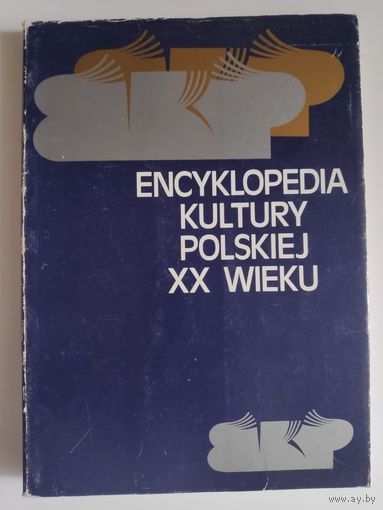 EKP
ENCYKLOPEDIA
KULTURY
POLSKIEJ
XX WIEKU
EKP
www.ay.by